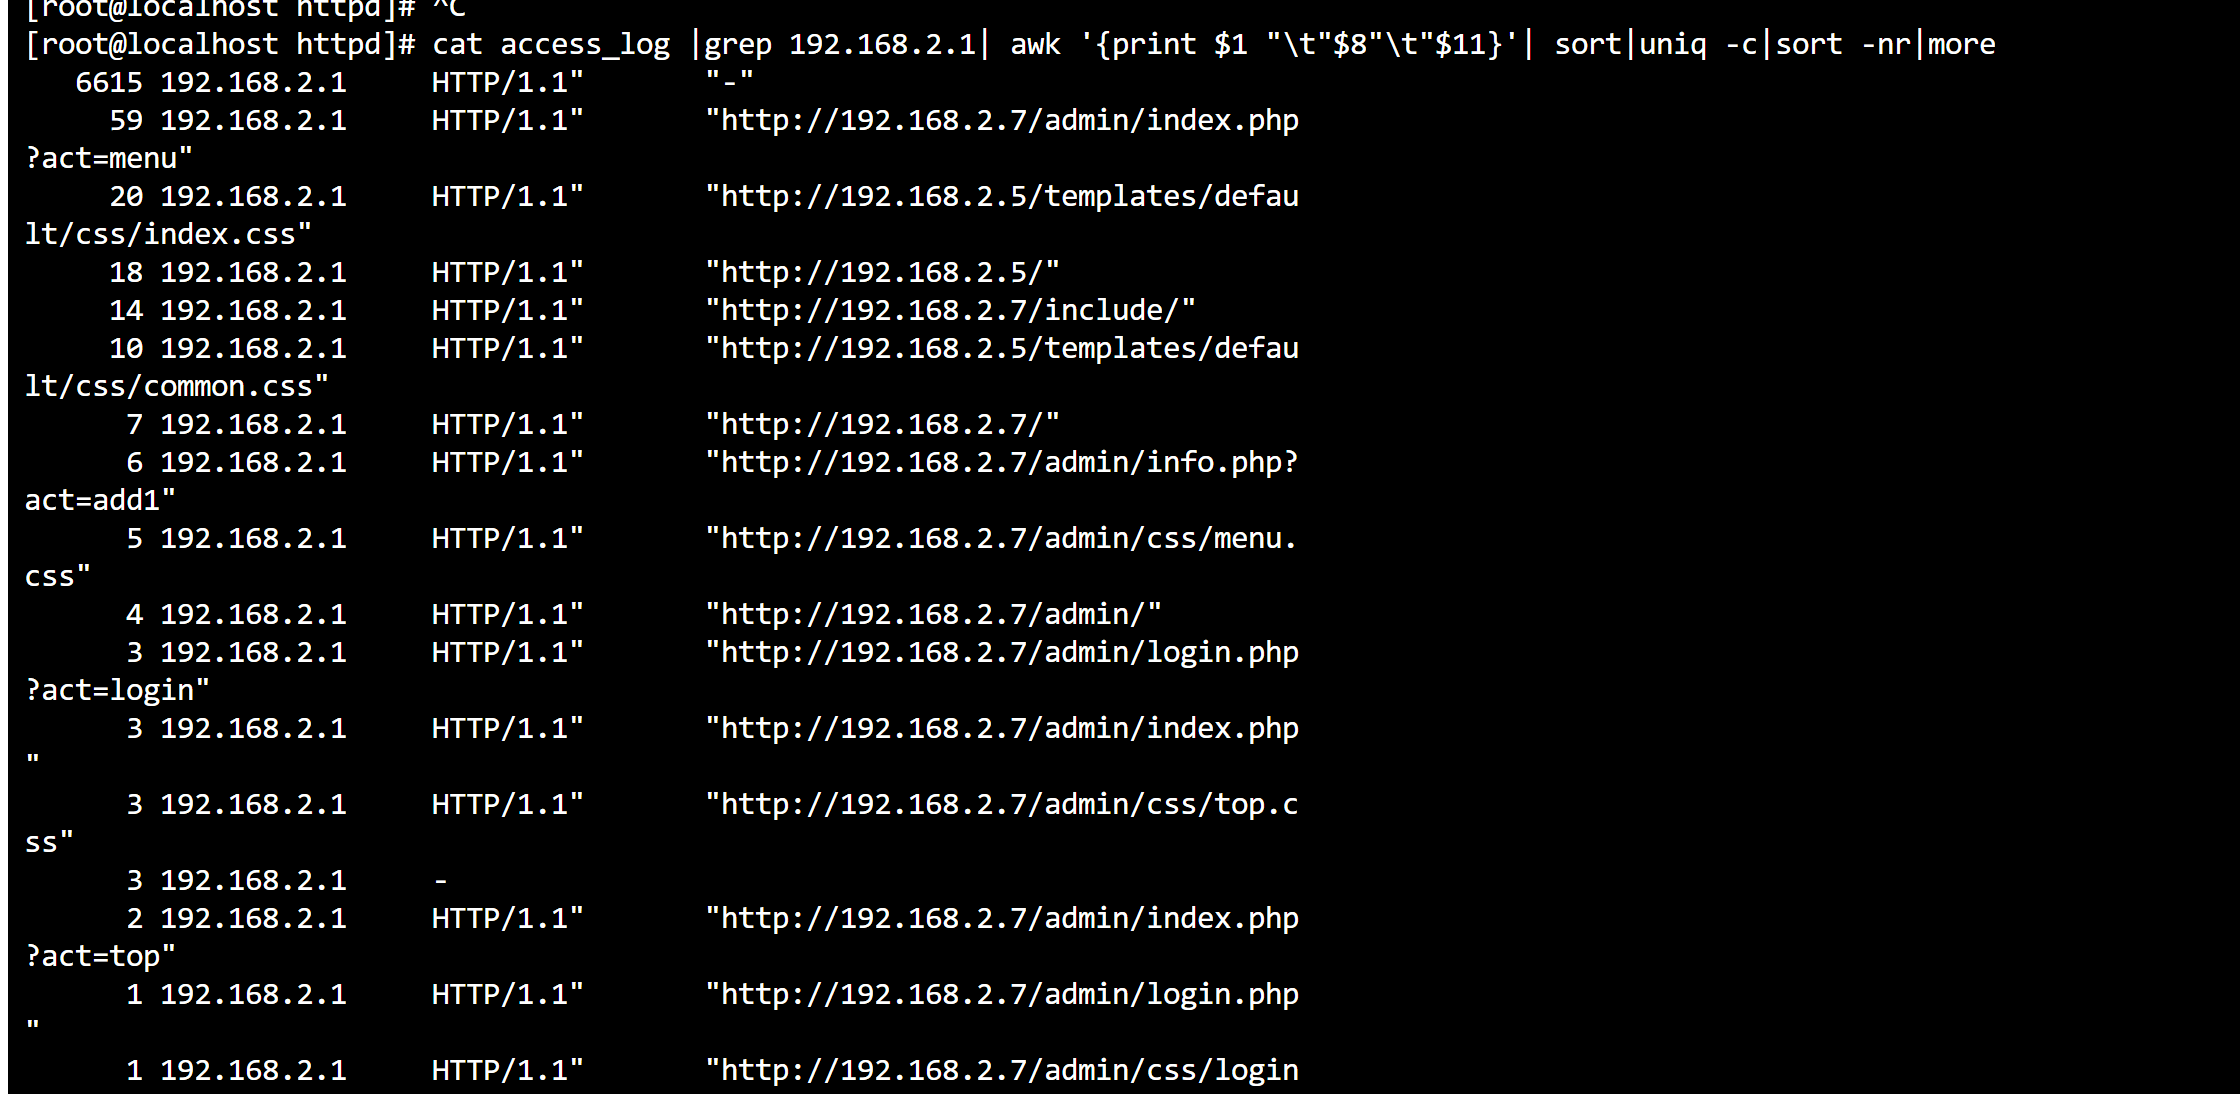 [root@localhost httpd]# ^C
[root@localhost httpd]# cat access_log |grep 192.168.2.1| awk '{print $1 "\t"$8"\t"$11}'| sort|uniq -c|sort -nr|more
   6615 192.168.2.1     HTTP/1.1"       "-"
     59 192.168.2.1     HTTP/1.1"       "http://192.168.2.7/admin/index.php
?act=menu"
     20 192.168.2.1     HTTP/1.1"       "http://192.168.2.5/templates/defau
lt/css/index.css"
     18 192.168.2.1     HTTP/1.1"       "http://192.168.2.5/"
     14 192.168.2.1     HTTP/1.1"       "http://192.168.2.7/include/"
     10 192.168.2.1     HTTP/1.1"       "http://192.168.2.5/templates/defau
lt/css/common.css"
      7 192.168.2.1     HTTP/1.1"       "http://192.168.2.7/"
      6 192.168.2.1     HTTP/1.1"       "http://192.168.2.7/admin/info.php?
act=add1"
      5 192.168.2.1     HTTP/1.1"       "http://192.168.2.7/admin/css/menu.
css"
      4 192.168.2.1     HTTP/1.1"       "http://192.168.2.7/admin/"
      3 192.168.2.1     HTTP/1.1"       "http://192.168.2.7/admin/login.php
?act=login"
      3 192.168.2.1     HTTP/1.1"       "http://192.168.2.7/admin/index.php
"
      3 192.168.2.1     HTTP/1.1"       "http://192.168.2.7/admin/css/top.c
ss"
      3 192.168.2.1     -
      2 192.168.2.1     HTTP/1.1"       "http://192.168.2.7/admin/index.php
?act=top"
      1 192.168.2.1     HTTP/1.1"       "http://192.168.2.7/admin/login.php
"
      1 192.168.2.1     HTTP/1.1"       "http://192.168.2.7/admin/css/login